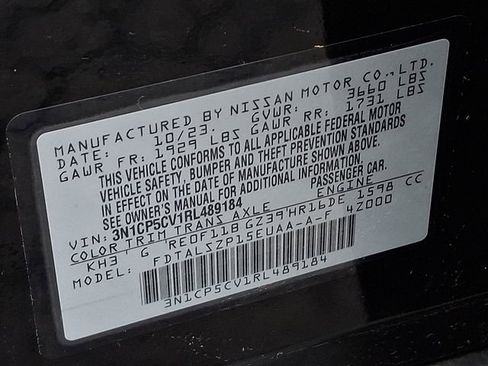 MANUFACTURED BY NISSAN MOTOR CO., LTD.
DATE: 10/23. GVWR: 3660 LBS
GAWR FR: 1929 LBS GAWR RR: 1731 LBS
THIS VEHICLE CONFORMS TO ALL APPLICABLE FEDERAL MOTOR
VEHICLE SAFETY, BUMPER AND THEFT PREVENTION STANDARDS
IN EFFECT ON THE DATE OF MANUFACTURE SHOWN ABOVE.
SEE OWNER'S MANUAL FOR ADDITIONAL INFORMATION.
VIN: 3N1CP5CV1RL489184 PASSENGER CAR.
COLOR TRIM TRANS AXLE ENGINE
KH3 G RE0F11B GZ39 HR16DE 1598 CC
MODEL: FDTALSZP15EUAA-A-F 4Z000
3N1CP5CV1RL489184